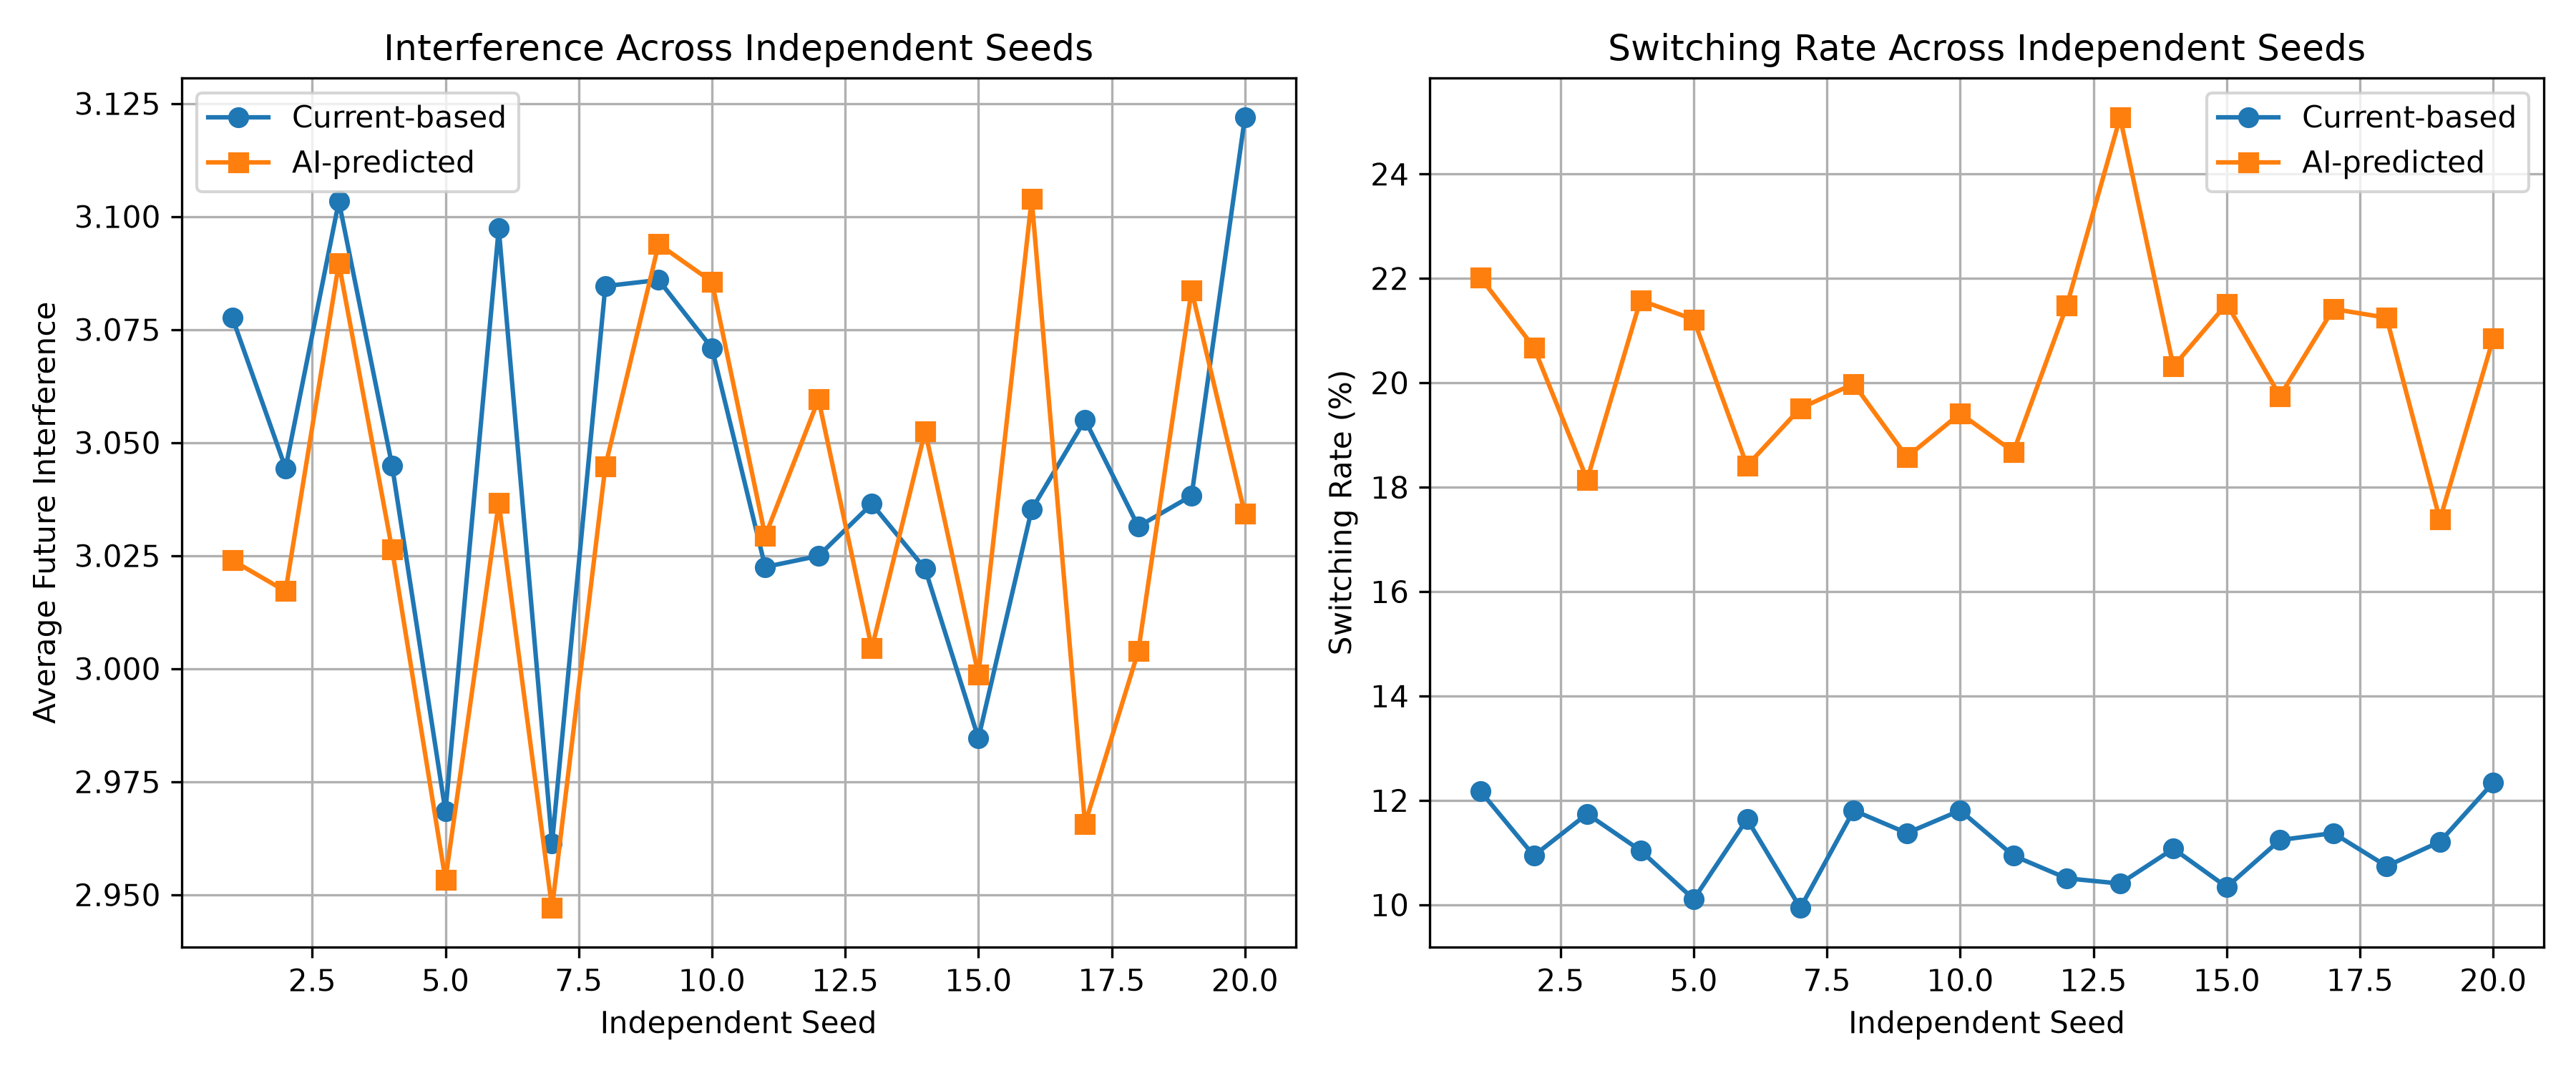 Interference Across Independent Seeds
Current-based
AI-predicted
Average Future Interference
3.125
3.100
3.075
3.050
3.025
3.000
2.975
2.950
2.5 5.0 7.5 10.0 12.5 15.0 17.5 20.0
Independent Seed
Switching Rate Across Independent Seeds
Current-based
AI-predicted
Switching Rate (%)
24
22
20
18
16
14
12
10
2.5 5.0 7.5 10.0 12.5 15.0 17.5 20.0
Independent Seed